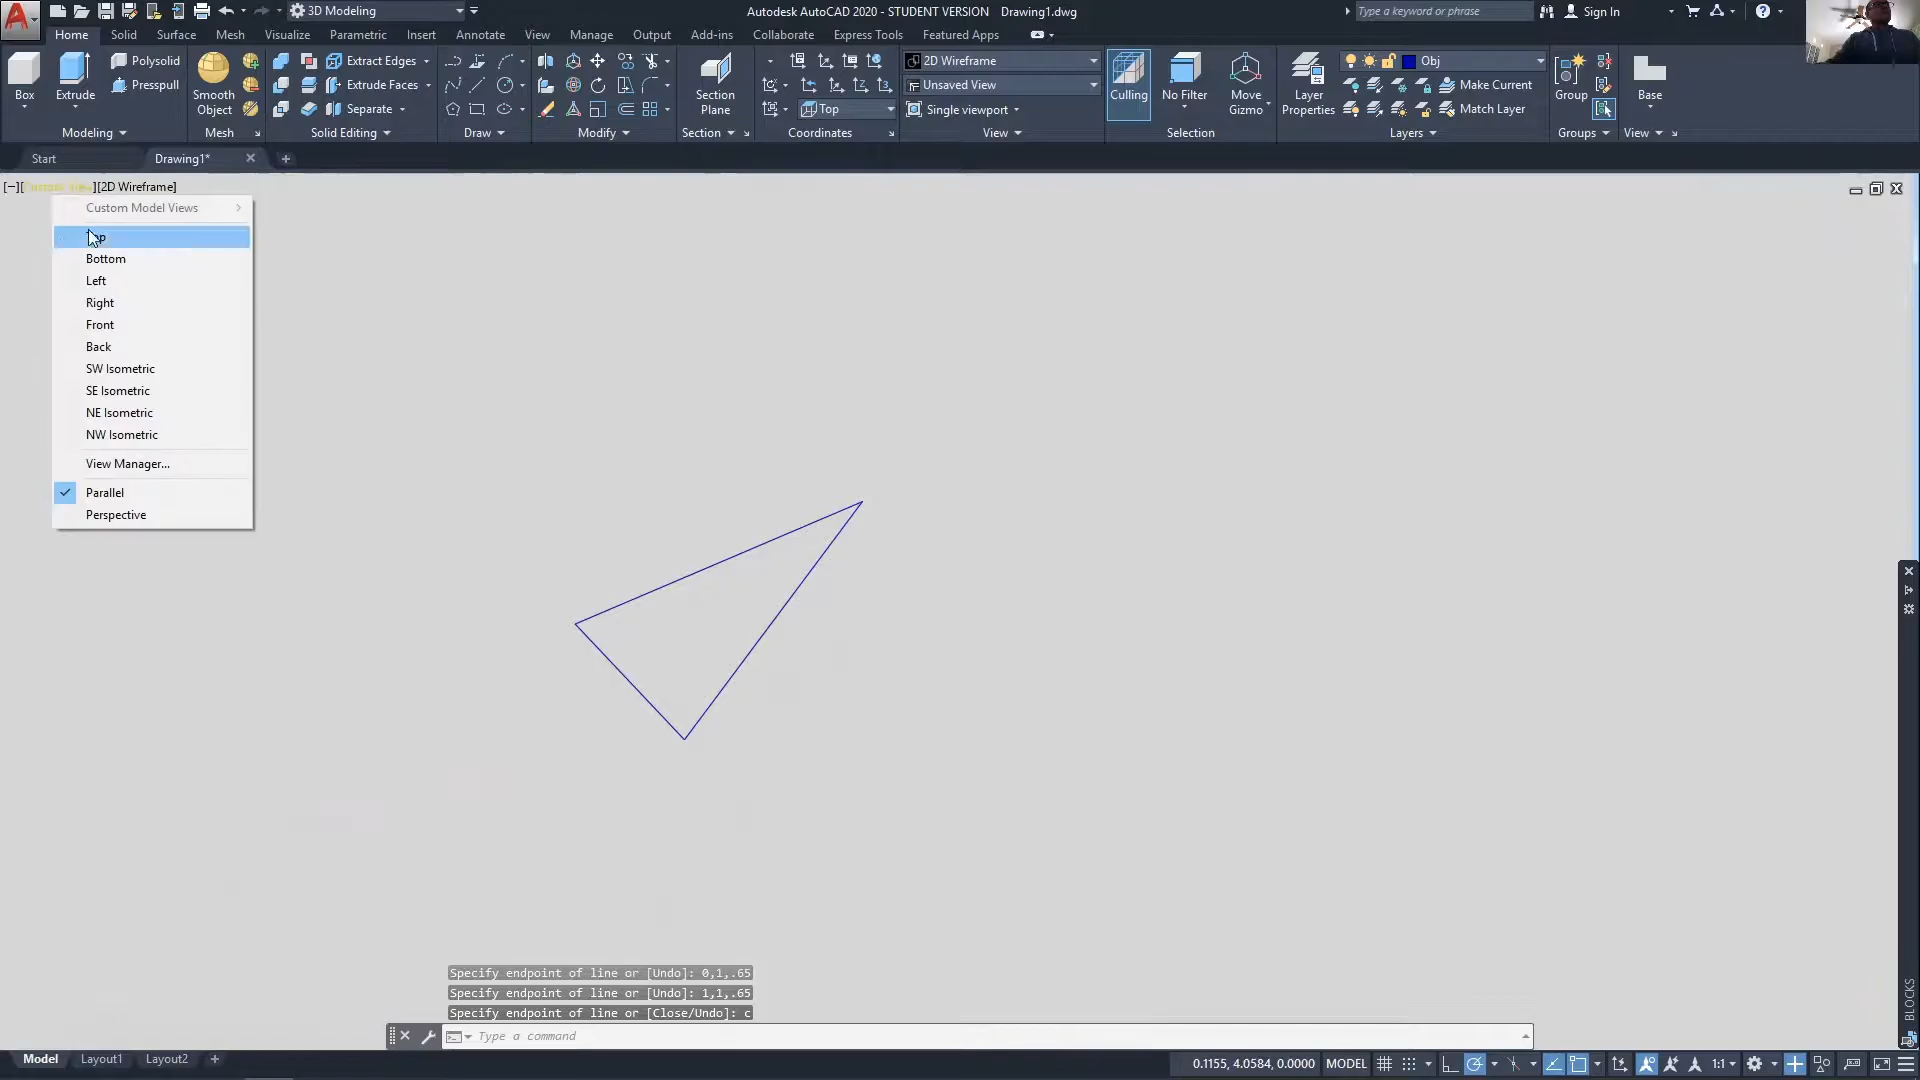 3D Modeling
Autodesk AutoCAD 2020 - STUDENT VERSION Drawing1.dwg
Type a keyword or phrase
Sign In
Home Solid Surface Mesh Visualize Parametric Insert Annotate View Manage Output Add-ins Collaborate Express Tools Featured Apps
Box
Extrude
Polysolid
Presspull
Modeling
Smooth
Object
Mesh
Extract Edges
Extrude Faces
Separate
Solid Editing
Draw
Modify
Section
Plane
Section
Top
Coordinates
2D Wireframe
Unsaved View
Single viewport
View
Culling
No Filter
Move
Gizmo
Selection
Layer
Properties
Obj
Make Current
Match Layer
Layers
Group
Groups
Base
View
Start
Drawing1*
[−][Custom View][2D Wireframe]
Custom Model Views
Bottom
Left
Right
Front
Back
SW Isometric
SE Isometric
NE Isometric
NW Isometric
View Manager...
Parallel
Perspective
Specify endpoint of line or [Undo]: 0,1,.65
Specify endpoint of line or [Undo]: 1,1,.65
Specify endpoint of line or [Close/Undo]: c
Type a command
BLOCKS
Model Layout1 Layout2
0.1155, 4.0584, 0.0000 MODEL
1:1